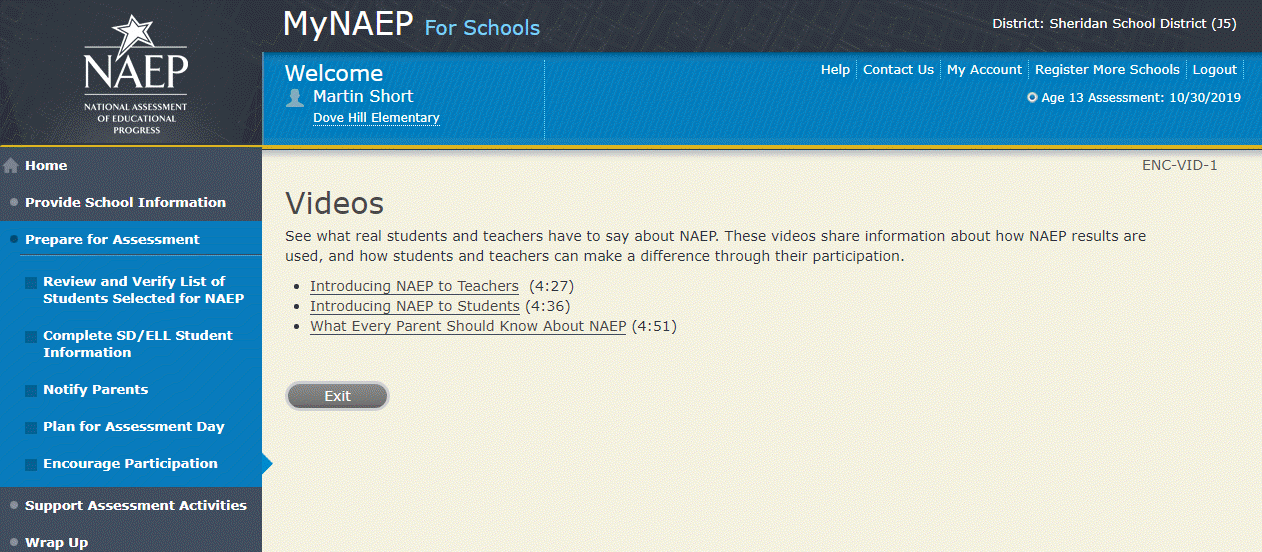 NAEP
NATIONAL ASSESSMENT
OF EDUCATIONAL
PROGRESS
MyNAEP For Schools
District: Sheridan School District (J5)
Welcome
Martin Short
Dove Hill Elementary
Help Contact Us My Account Register More Schools Logout
Age 13 Assessment: 10/30/2019
Home
Provide School Information
Prepare for Assessment
Review and Verify List of
Students Selected for NAEP
Complete SD/ELL Student
Information
Notify Parents
Plan for Assessment Day
Encourage Participation
Support Assessment Activities
Wrap Up
ENC-VID-1
Videos
See what real students and teachers have to say about NAEP. These videos share information about how NAEP results are
used, and how students and teachers can make a difference through their participation.
• Introducing NAEP to Teachers (4:27)
• Introducing NAEP to Students (4:36)
• What Every Parent Should Know About NAEP (4:51)
Exit